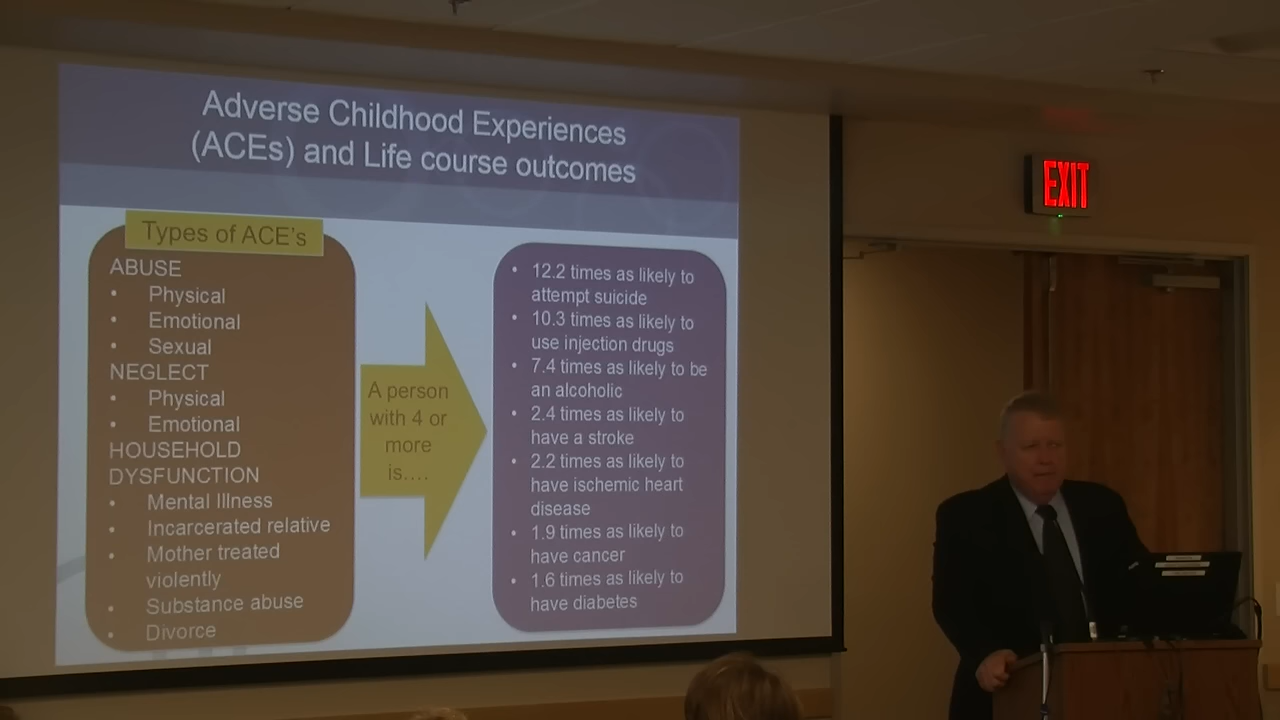 Adverse Childhood Experiences
(ACEs) and Life course outcomes
Types of ACE's
ABUSE
• Physical
• Emotional
• Sexual
NEGLECT
• Physical
• Emotional
HOUSEHOLD
DYSFUNCTION
• Mental Illness
• Incarcerated relative
• Mother treated
violently
• Substance abuse
• Divorce
A person
with 4 or
more
is....
• 12.2 times as likely to
attempt suicide
• 10.3 times as likely to
use injection drugs
• 7.4 times as likely to be
an alcoholic
• 2.4 times as likely to
have a stroke
• 2.2 times as likely to
have ischemic heart
disease
• 1.9 times as likely to
have cancer
• 1.6 times as likely to
have diabetes
EXIT